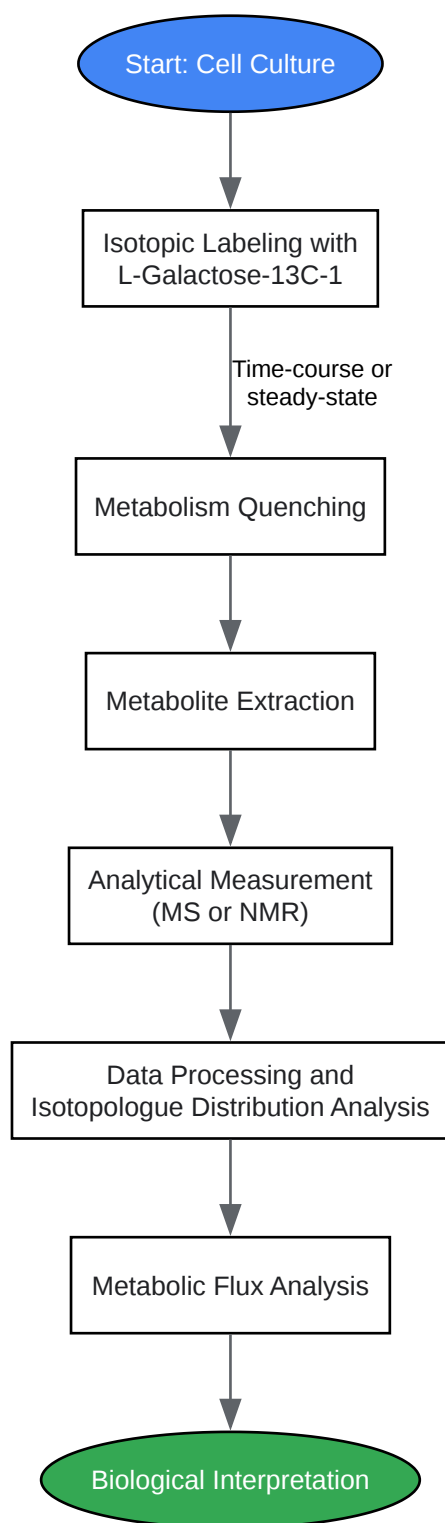 Start: Cell Culture
Isotopic Labeling with
L-Galactose-13C-1
Time-course or
steady-state
Metabolism Quenching
Metabolite Extraction
Analytical Measurement
(MS or NMR)
Data Processing and
Isotopologue Distribution Analysis
Metabolic Flux Analysis
Biological Interpretation